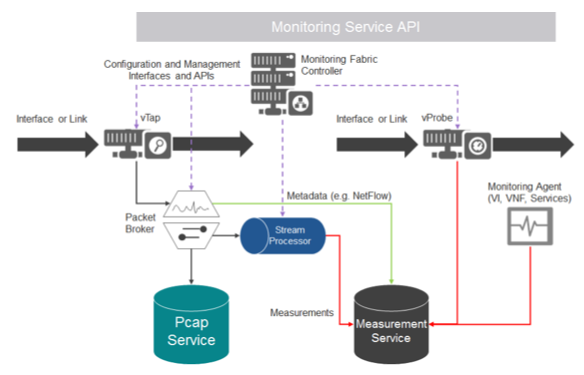 Monitoring Service API
Configuration and Management
Interfaces and APIs
Monitoring Fabric
Controller
Interface or Link
vTap
Interface or Link
vProbe
Monitoring Agent
(VI, VNF, Services)
Metadata (e.g. NetFlow)
Packet
Broker
Stream
Processor
Measurements
Pcap
Service
Measurement
Service